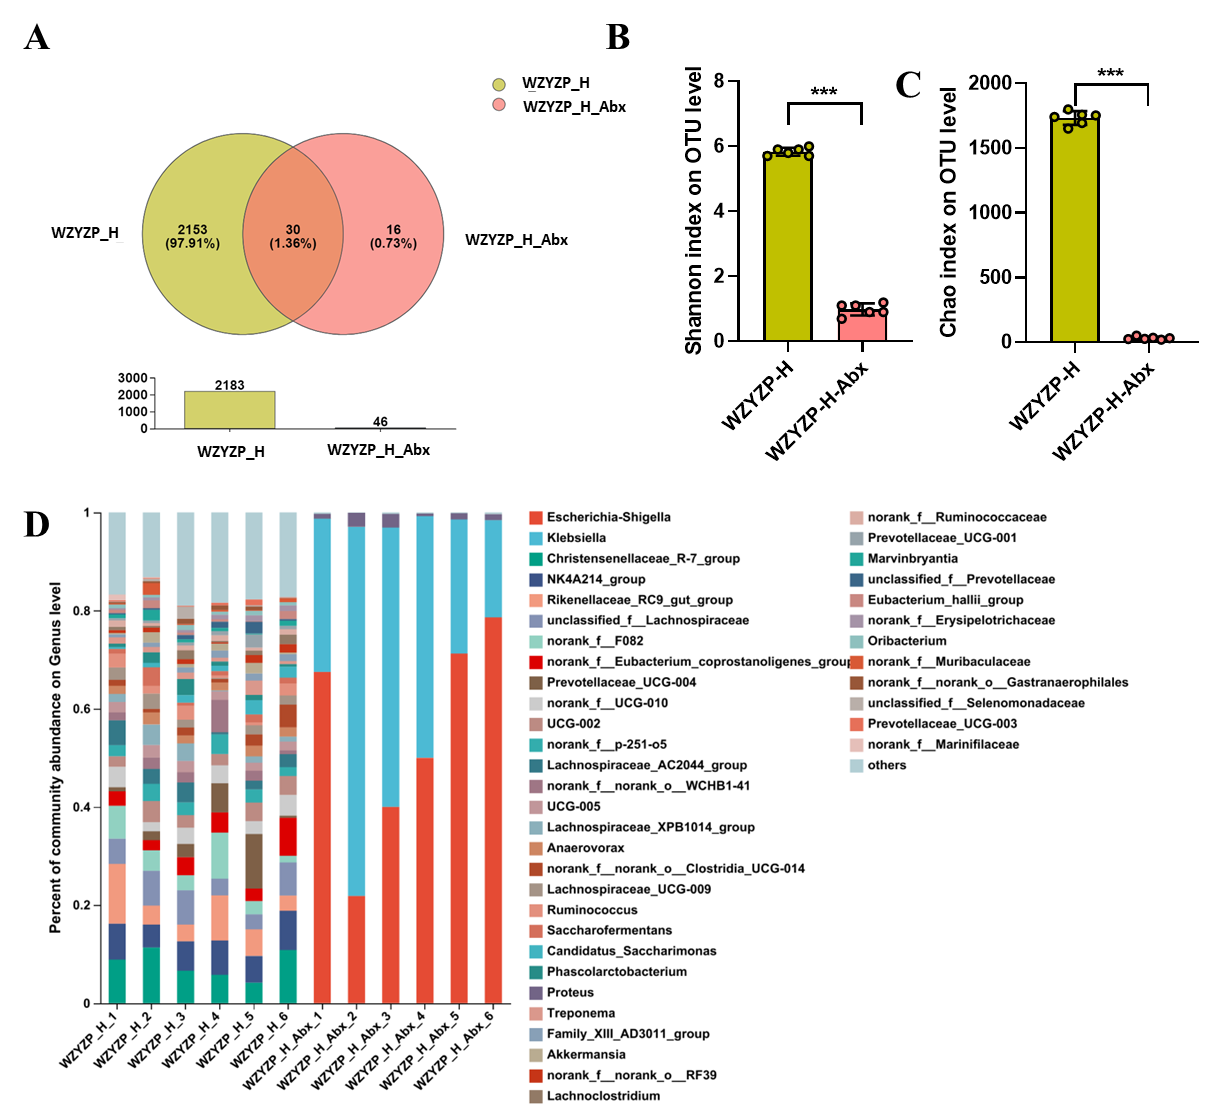 A
WZYZP_H
WZYZP_H_Abx
WZYZP_H
2153
(97.91%)
30
(1.36%)
16
(0.73%)
WZYZP_H_Abx
3000
2000
1000
0
2183
46
WZYZP_H
WZYZP_H_Abx
B
Shannon index on OTU level
8
6
4
2
0
***
WZYZP-H
WZYZP-H-Abx
C
Chao index on OTU level
2000
1500
1000
500
0
***
WZYZP-H
WZYZP-H-Abx
D
Percent of community abundance on Genus level
1
0.8
0.6
0.4
0.2
0
WZYZP_H_1
WZYZP_H_2
WZYZP_H_3
WZYZP_H_4
WZYZP_H_5
WZYZP_H_6
WZYZP_H_Abx_1
WZYZP_H_Abx_2
WZYZP_H_Abx_3
WZYZP_H_Abx_4
WZYZP_H_Abx_5
WZYZP_H_Abx_6
Escherichia-Shigella
Klebsiella
Christensenellaceae_R-7_group
NK4A214_group
Rikenellaceae_RC9_gut_group
unclassified_f__Lachnospiraceae
norank_f__F082
norank_f__Eubacterium_coprostanoligenes_group
Prevotellaceae_UCG-004
norank_f__UCG-010
UCG-002
norank_f__p-251-o5
Lachnospiraceae_AC2044_group
norank_f__norank_o__WCHB1-41
UCG-005
Lachnospiraceae_XPB1014_group
Anaerovorax
norank_f__norank_o__Clostridia_UCG-014
Lachnospiraceae_UCG-009
Ruminococcus
Saccharofermentans
Candidatus_Saccharimonas
Phascolarctobacterium
Proteus
Treponema
Family_XIII_AD3011_group
Akkermansia
norank_f__norank_o__RF39
Lachnoclostridium
norank_f__Ruminococcaceae
Prevotellaceae_UCG-001
Marvinbryantia
unclassified_f__Prevotellaceae
Eubacterium_hallii_group
norank_f__Erysipelotrichaceae
Oribacterium
norank_f__Muribaculaceae
norank_f__norank_o__Gastranaerophilales
unclassified_f__Selenomonadaceae
Prevotellaceae_UCG-003
norank_f__Marinifilaceae
others